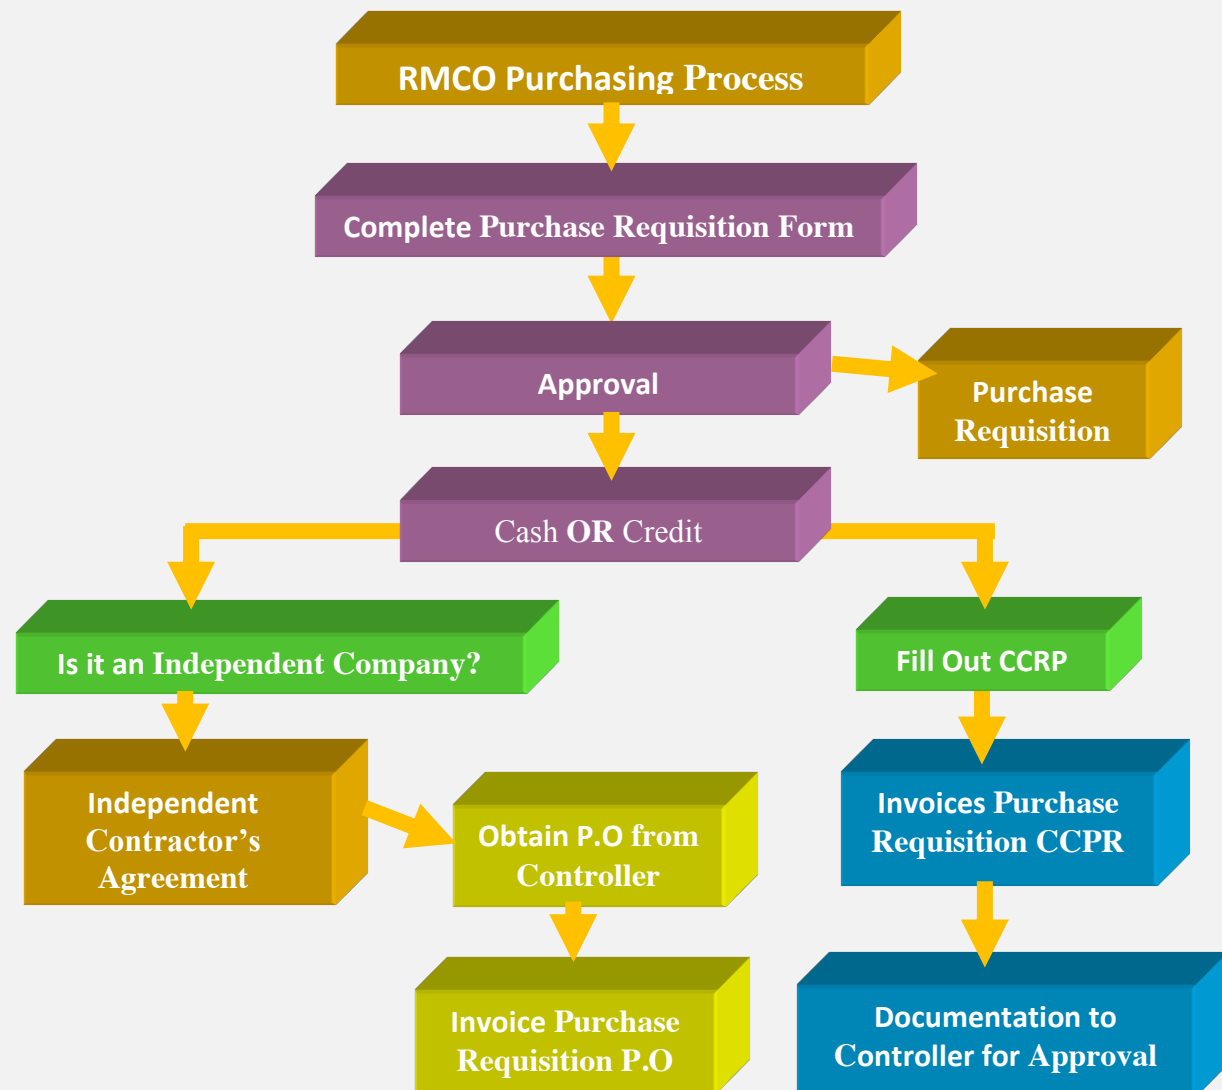 RMCO Purchasing Process
Complete Purchase Requisition Form
Approval
Purchase
Requisition
Cash OR Credit
Is it an Independent Company?
Fill Out CCRP
Independent
Contractor’s
Agreement
Obtain P.O from
Controller
Invoices Purchase
Requisition CCPR
Invoice Purchase
Requisition P.O
Documentation to
Controller for Approval